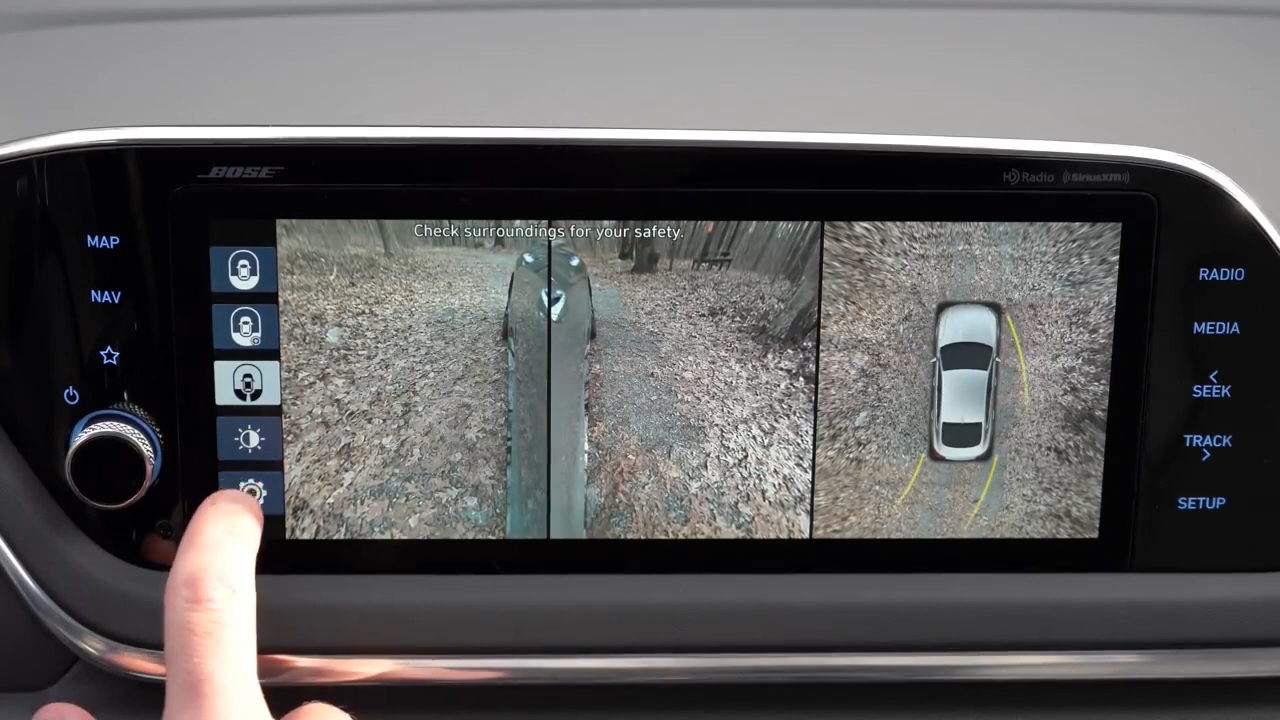 BOSE
HD Radio
((SiriusXM))
MAP
NAV
Check surroundings for your safety.
RADIO
MEDIA
<
SEEK
TRACK
>
SETUP